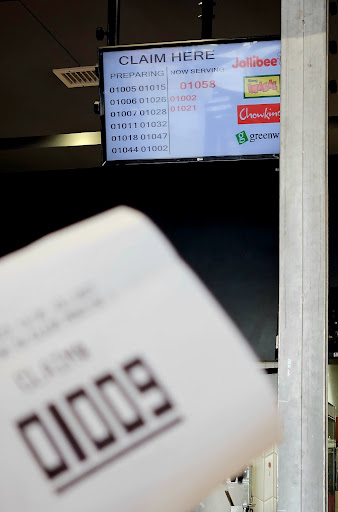 CLAIM HERE
PREPARING
NOW SERVING
01005 01015
01006 01026
01007 01028
01011 01032
01018 01047
01044 01002
01058
01002
01021
Jollibee
Chowking
greenw
CLAIM#
01009